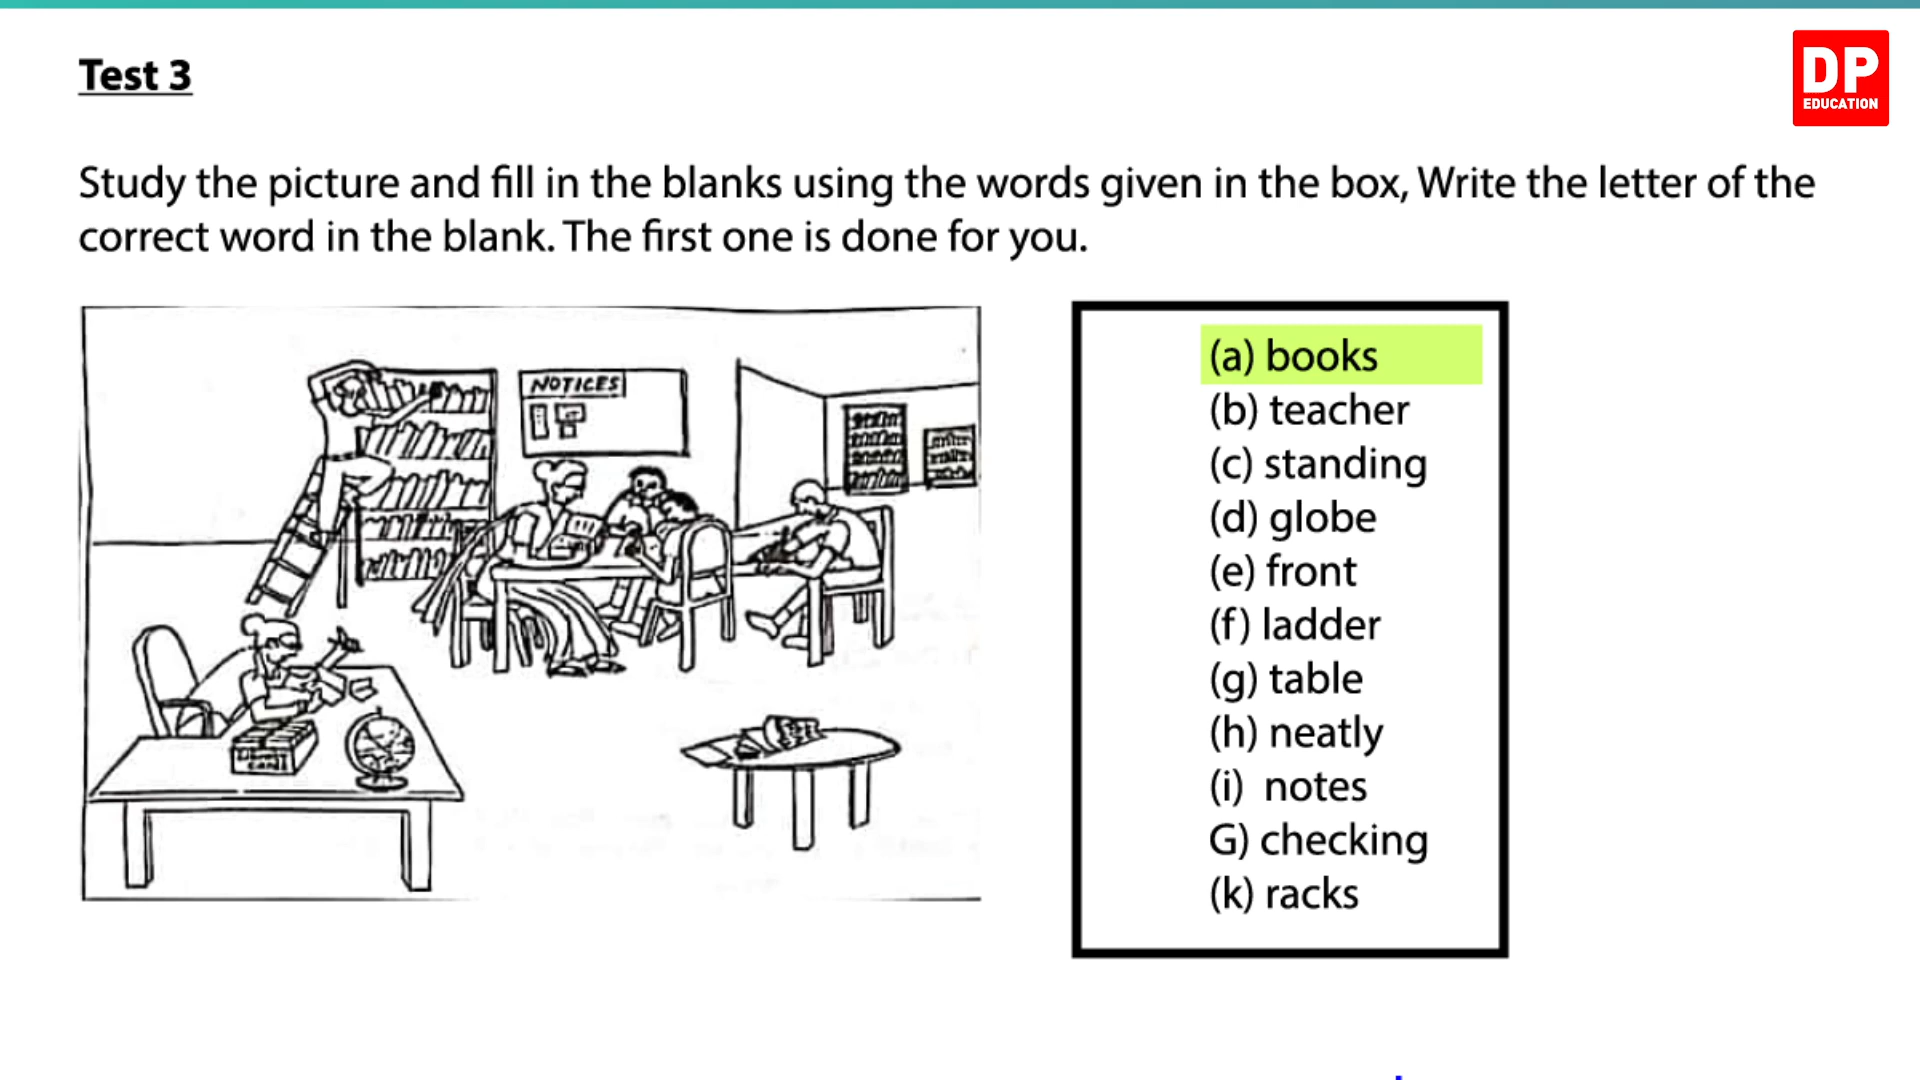 Test 3
DP
EDUCATION
Study the picture and fill in the blanks using the words given in the box, Write the letter of the
correct word in the blank. The first one is done for you.
NOTICES
Library
cards
(a) books
(b) teacher
(c) standing
(d) globe
(e) front
(f) ladder
(g) table
(h) neatly
(i) notes
G) checking
(k) racks